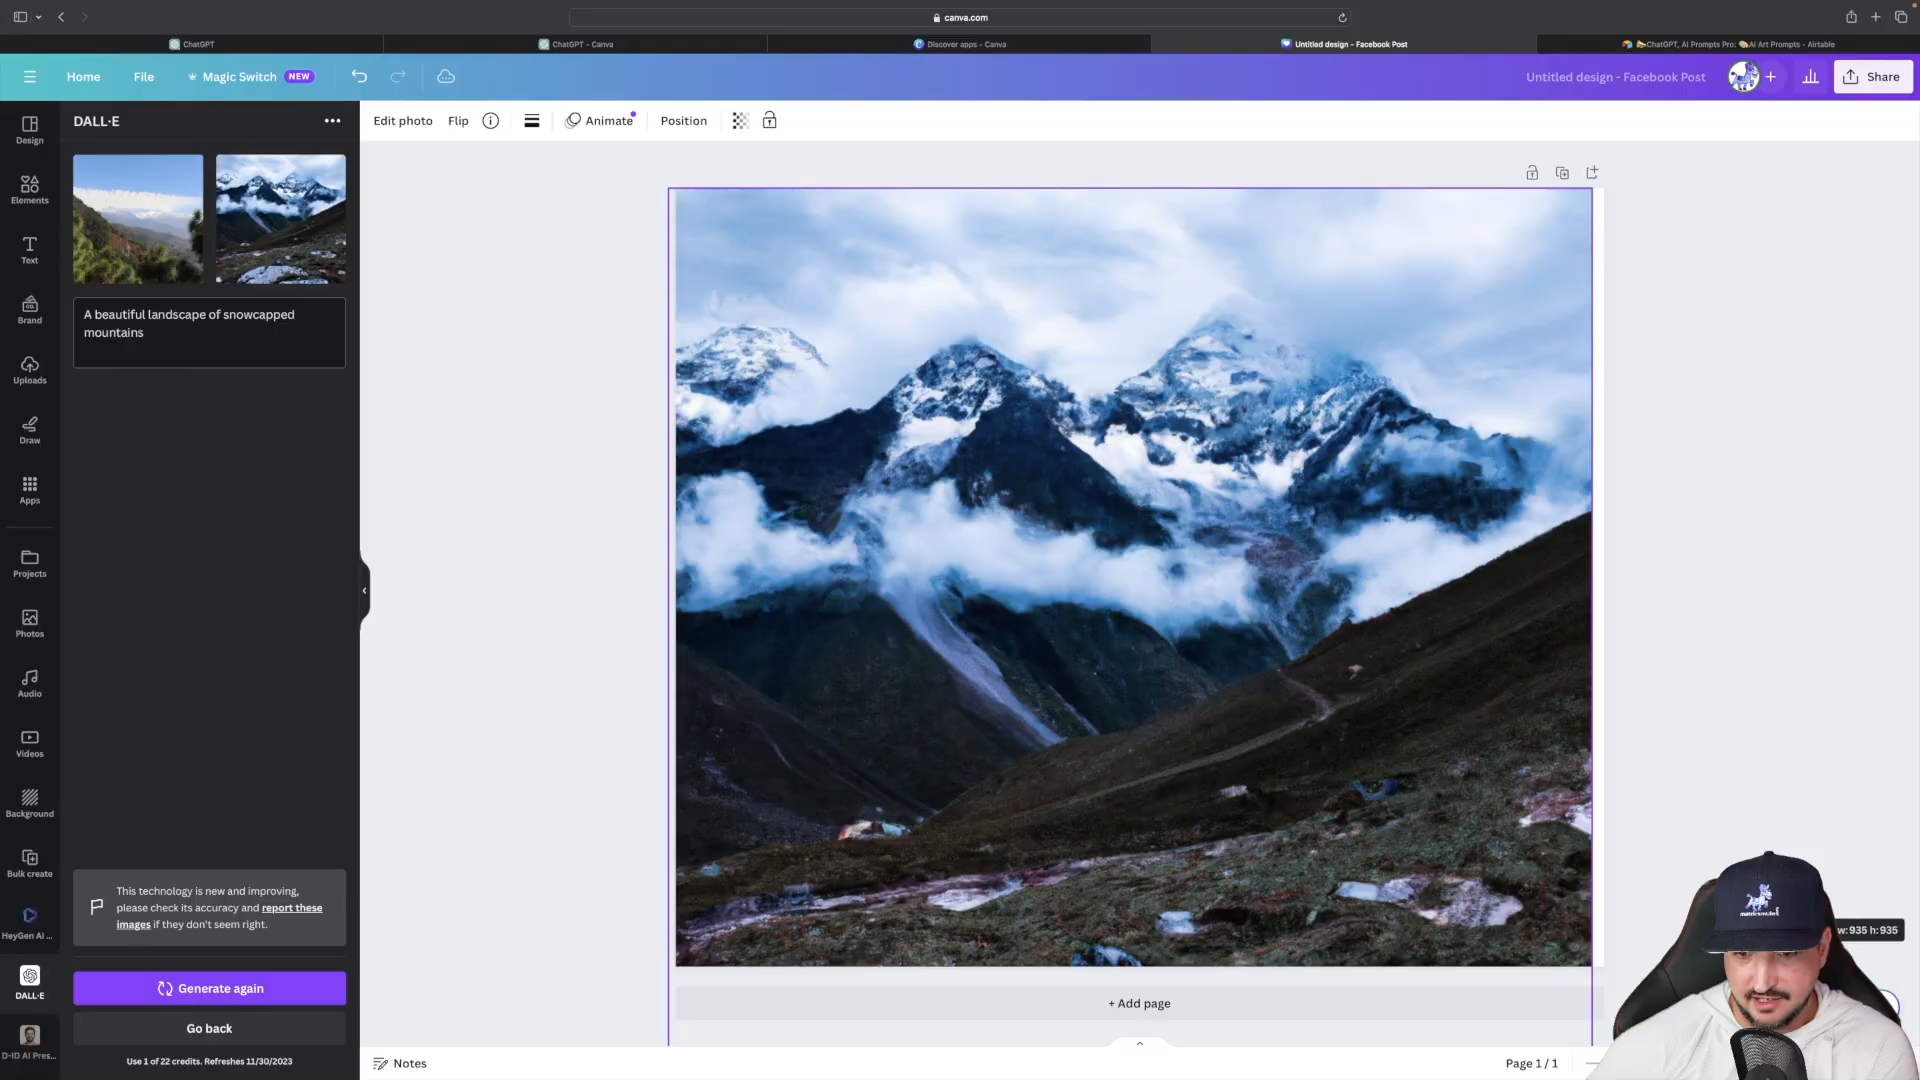 canva.com
ChatGPT
ChatGPT - Canva
Discover apps - Canva
Untitled design - Facebook Post
ChatGPT, AI Prompts Pro: AI Art Prompts - Airtable
Home
File
Magic Switch NEW
Untitled design - Facebook Post
Share
DALL·E
Edit photo
Flip
Animate
Position
Design
Elements
Text
Brand
Uploads
Draw
Apps
Projects
Photos
Audio
Videos
Background
Bulk create
HeyGen AI ...
DALL·E
D-ID AI Pres...
A beautiful landscape of snowcapped
mountains
This technology is new and improving,
please check its accuracy and report these
images if they don't seem right.
Generate again
Go back
Use 1 of 22 credits. Refreshes 11/30/2023
+ Add page
Notes
Page 1 / 1
w: 935 h: 935